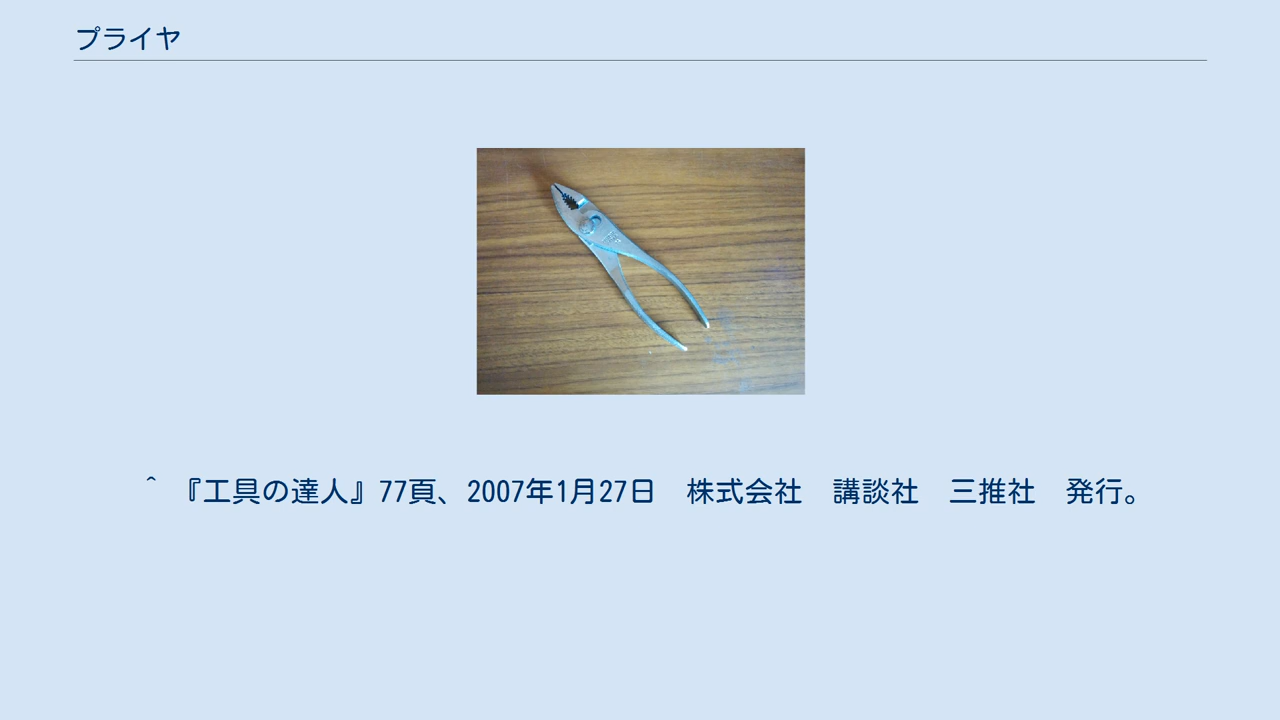 プライヤ
^　『工具の達人』77頁、2007年1月27日　株式会社　講談社　三推社　発行。